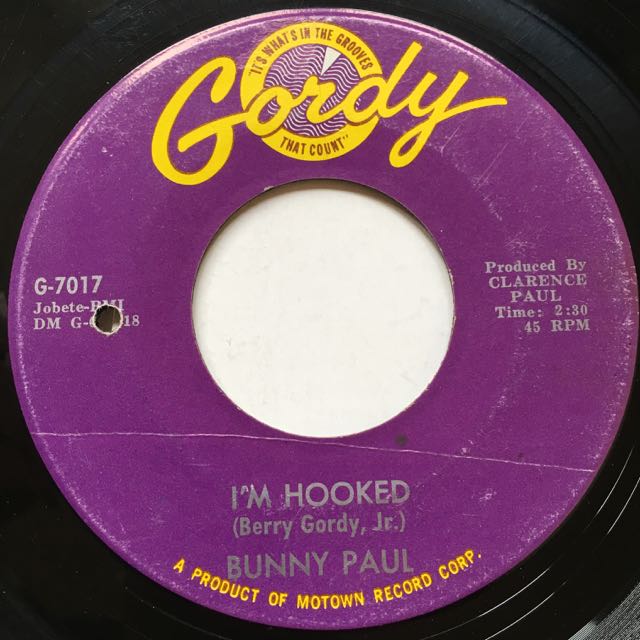 "IT'S WHAT'S IN THE GROOVES
Gordy
THAT COUNT"
G-7017
Jobete-BMI
DM G-
18
Produced By
CLARENCE
PAUL
Time: 2:30
45 RPM
I'M HOOKED
(Berry Gordy, Jr.)
BUNNY PAUL
A PRODUCT OF MOTOWN RECORD CORP.